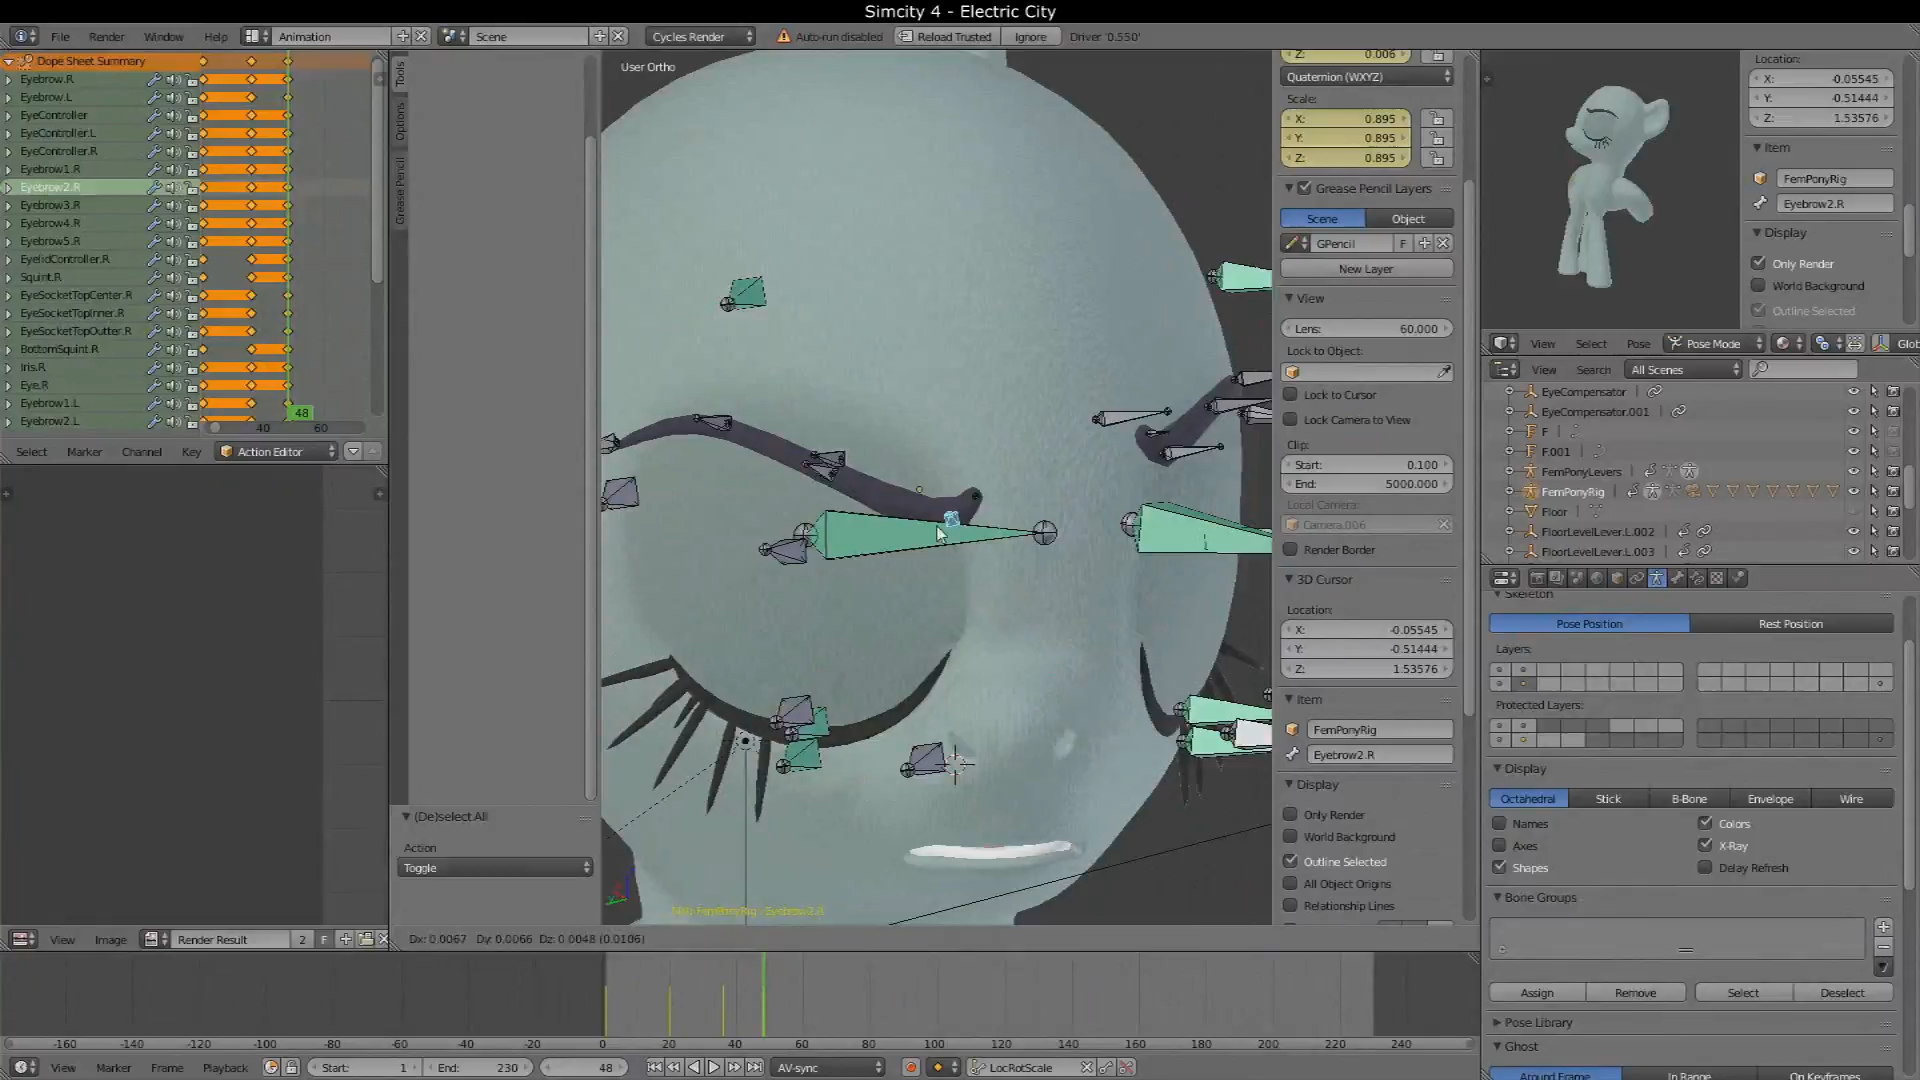 Simcity 4 - Electric City
File Render Window Help Animation Scene Cycles Render Auto-run disabled Reload Trusted Ignore Driver '0.550'
Dope Sheet Summary
Eyebrow.R
Eyebrow.L
EyeController
EyeController.L
EyeController.R
Eyebrow1.R
Eyebrow2.R
Eyebrow3.R
Eyebrow4.R
Eyebrow5.R
EyelidController.R
Squint.R
EyeSocketTopCenter.R
EyeSocketTopInner.R
EyeSocketTopOutter.R
BottomSquint.R
Iris.R
Eye.R
Eyebrow1.L
Eyebrow2.L
48
40 60
Select Marker Channel Key Action Editor
Tools
Options
Grease Pencil
(De)select All
Action
Toggle
View Image Render Result 2 F
User Ortho
Dx: 0.0067 Dy: 0.0066 Dz: 0.0048 (0.0106)
Z: 0.006
Quaternion (WXYZ)
Scale:
X: 0.895
Y: 0.895
Z: 0.895
Grease Pencil Layers
Scene Object
GPencil F
New Layer
View
Lens: 60.000
Lock to Object:
Lock to Cursor
Lock Camera to View
Clip:
Start: 0.100
End: 5000.000
Local Camera:
Camera.006
Render Border
3D Cursor
Location:
X: -0.05545
Y: -0.51444
Z: 1.53576
Item
FemPonyRig
Eyebrow2.R
Display
Only Render
World Background
Outline Selected
All Object Origins
Relationship Lines
Location:
X: -0.05545
Y: -0.51444
Z: 1.53576
Item
FemPonyRig
Eyebrow2.R
Display
Only Render
World Background
Outline Selected
View Select Pose Pose Mode Glob
View Search All Scenes
EyeCompensator
EyeCompensator.001
F
F.001
FemPonyLevers
FemPonyRig
Floor
FloorLevelLever.L.002
FloorLevelLever.L.003
Skeleton
Pose Position Rest Position
Layers:
Protected Layers:
Display
Octahedral Stick B-Bone Envelope Wire
Names Colors
Axes X-Ray
Shapes Delay Refresh
Bone Groups
Assign Remove Select Deselect
Pose Library
Ghost
Around Frame In Range On Keyframes
-160 -140 -120 -100 -80 -60 -40 -20 0 20 40 60 80 100 120 140 160 180 200 220 240
View Marker Frame Playback Start: 1 End: 230 48 AV-sync LocRotScale